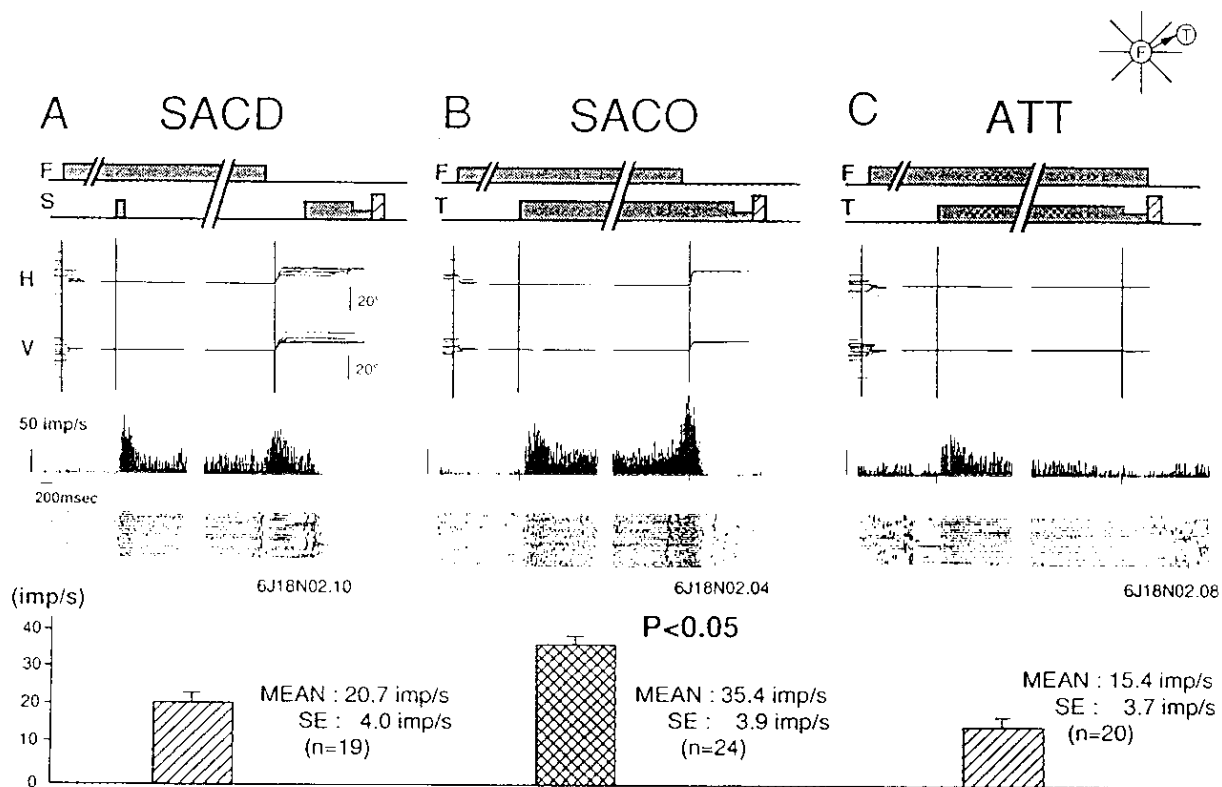 F T
A SACD
B SACO
C ATT
F
S
F
T
F
T
H
V
20°
20°
50 imp/s
200msec
6J18N02.10
6J18N02.04
6J18N02.08
(imp/s)
40
30
20
10
0
MEAN : 20.7 imp/s
SE : 4.0 imp/s
(n=19)
P<0.05
MEAN : 35.4 imp/s
SE : 3.9 imp/s
(n=24)
MEAN : 15.4 imp/s
SE : 3.7 imp/s
(n=20)